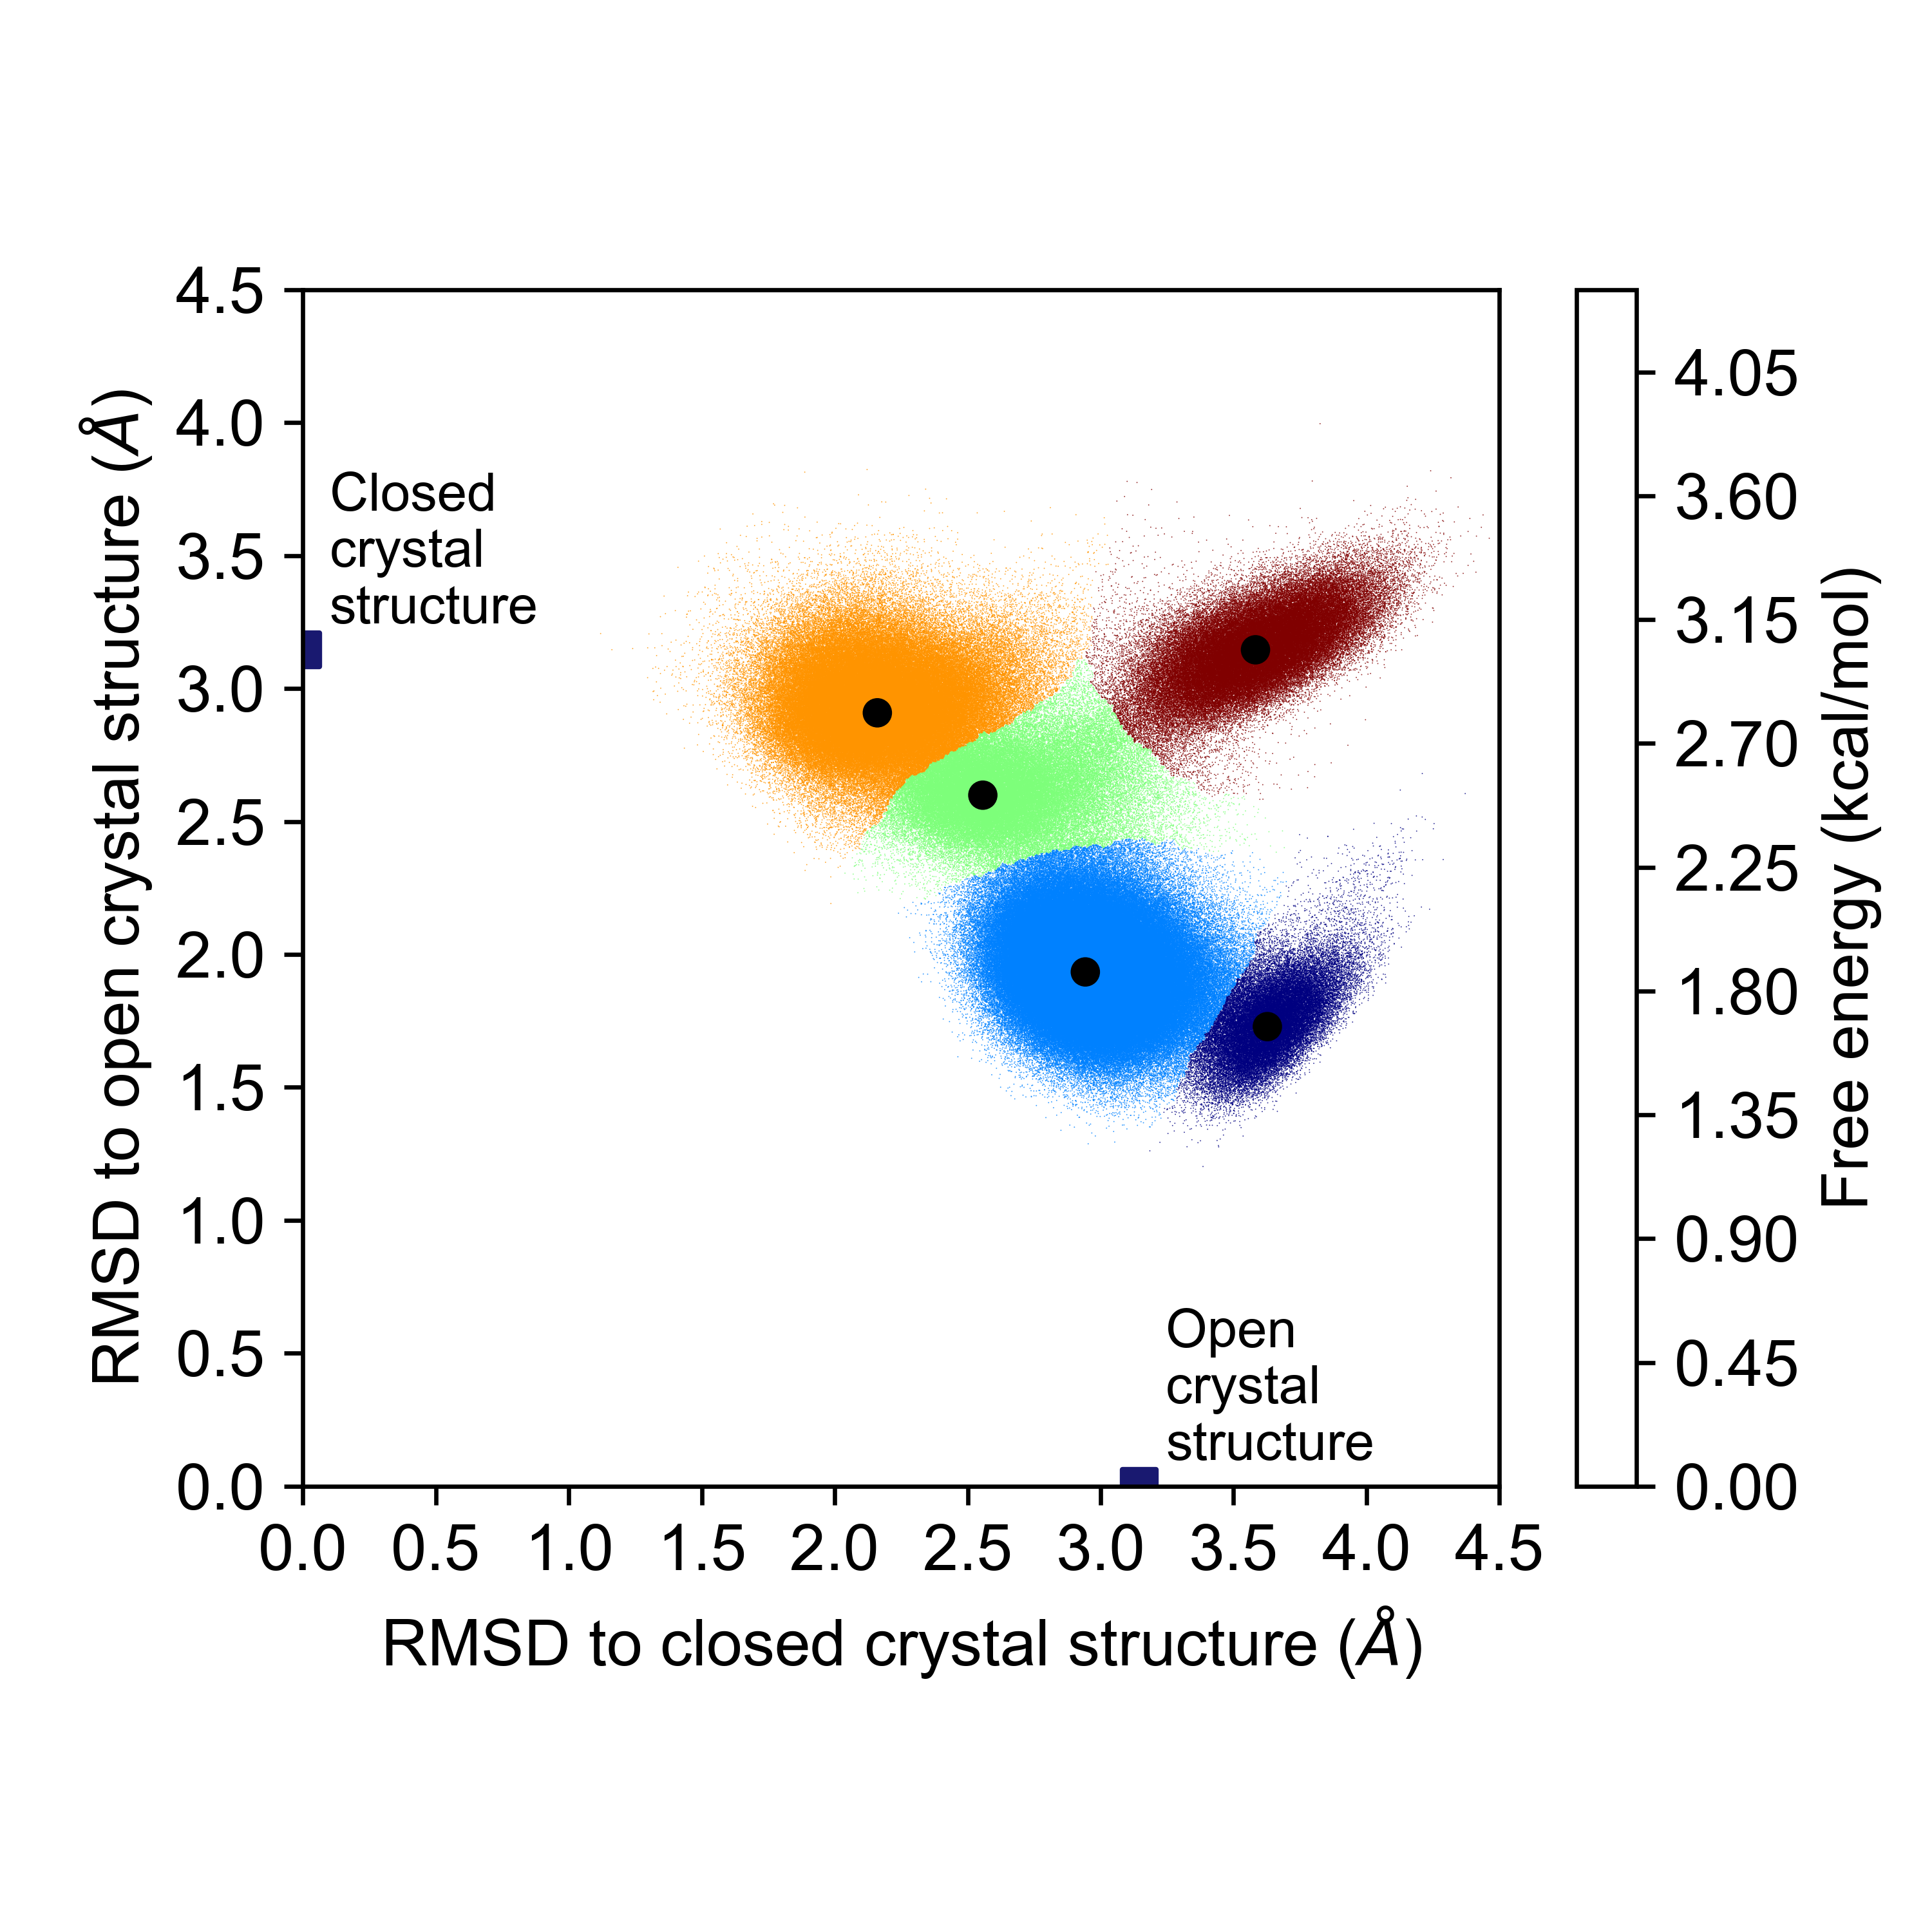 4.5
4.0
3.5
3.0
2.5
2.0
1.5
1.0
0.5
0.0
RMSD to open crystal structure (Å)
Closed
crystal
structure
Open
crystal
structure
0.0 0.5 1.0 1.5 2.0 2.5 3.0 3.5 4.0 4.5
RMSD to closed crystal structure (Å)
4.05
3.60
3.15
2.70
2.25
1.80
1.35
0.90
0.45
0.00
Free energy (kcal/mol)